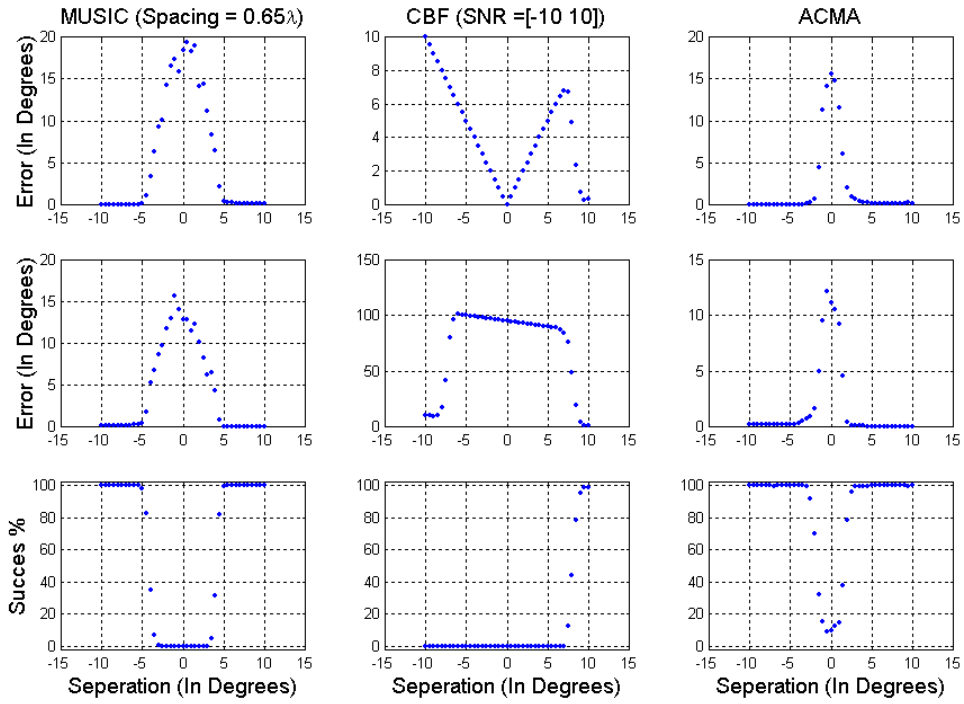 MUSIC (Spacing = 0.65λ)
CBF (SNR =[-10 10])
ACMA
Error (In Degrees)
20
15
10
5
0
-15 -10 -5 0 5 10 15
10
8
6
4
2
0
-15 -10 -5 0 5 10 15
20
15
10
5
0
-15 -10 -5 0 5 10 15
Error (In Degrees)
20
15
10
5
0
-15 -10 -5 0 5 10 15
150
100
50
0
-15 -10 -5 0 5 10 15
15
10
5
0
-15 -10 -5 0 5 10 15
Succes %
100
80
60
40
20
0
-15 -10 -5 0 5 10 15
Seperation (In Degrees)
100
80
60
40
20
0
-15 -10 -5 0 5 10 15
Seperation (In Degrees)
100
80
60
40
20
0
-15 -10 -5 0 5 10 15
Seperation (In Degrees)